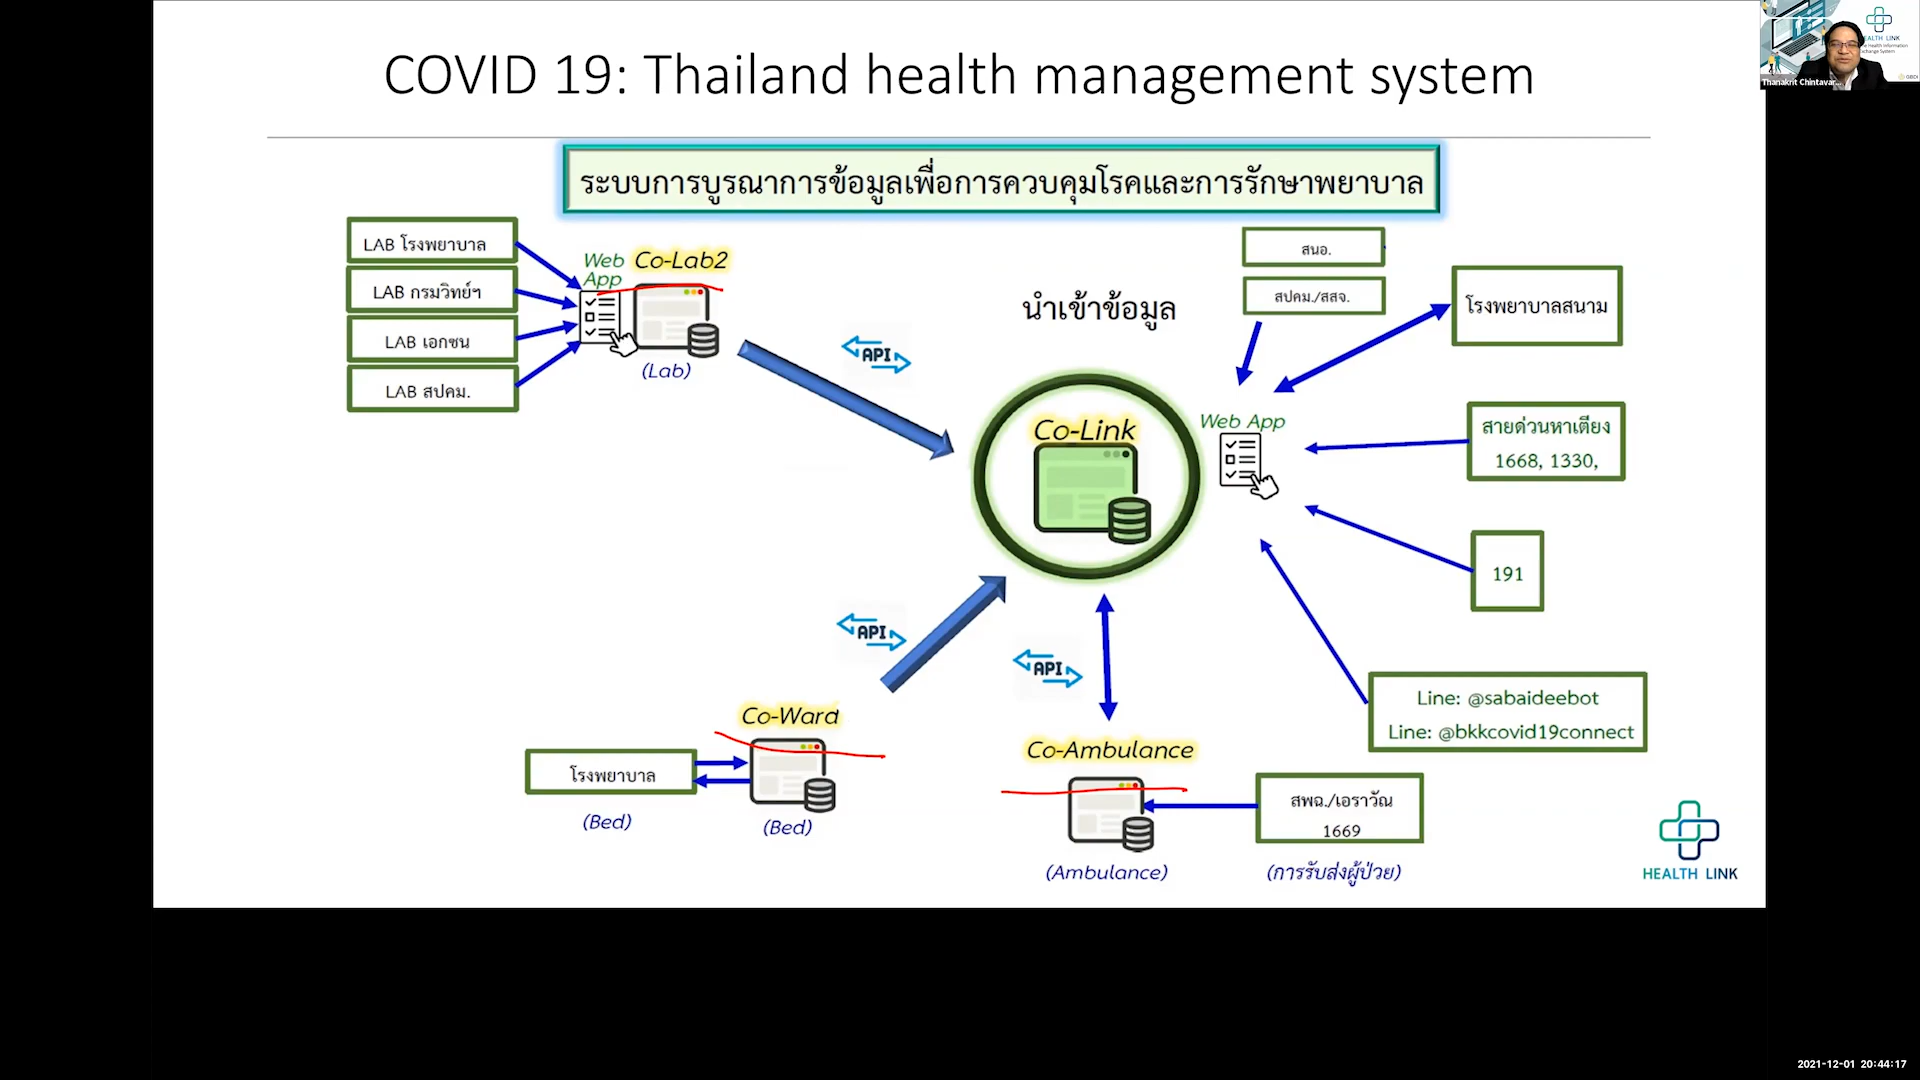 COVID 19: Thailand health management system
ระบบการบูรณาการข้อมูลเพื่อการควบคุมโรคและการรักษาพยาบาล
LAB โรงพยาบาล
LAB กรมวิทย์ฯ
LAB เอกชน
LAB สปคม.
Web
App
Co-Lab2
(Lab)
API
นำเข้าข้อมูล
สนอ.
สปคม./สสจ.
โรงพยาบาลสนาม
Co-Link
Web App
สายด่วนหาเตียง
1668, 1330,
191
Line: @sabaideebot
Line: @bkkcovid19connect
API
API
Co-Ward
โรงพยาบาล
(Bed)
(Bed)
Co-Ambulance
(Ambulance)
สพฉ./เอราวัณ
1669
(การรับส่งผู้ป่วย)
HEALTH LINK
Thanakrit Chintavar...
2021-12-01 20:44:17